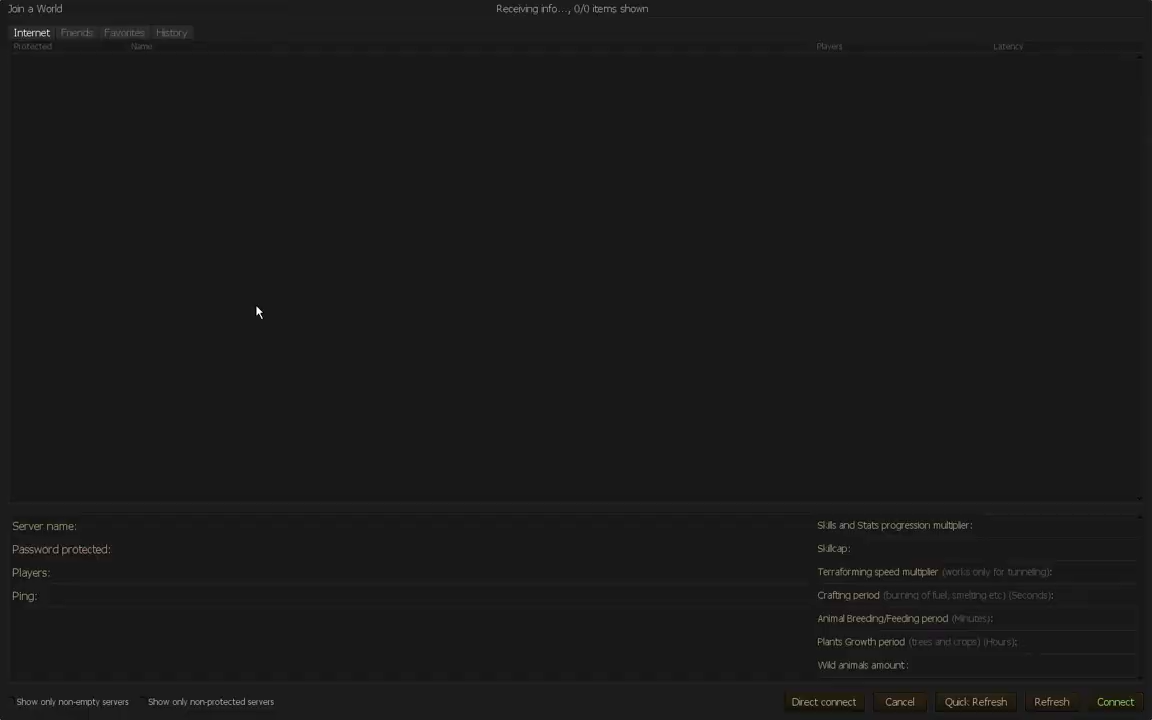 Join a World
Receiving info..., 0/0 items shown
Internet Friends Favorites History
Protected Name Players Latency
Server name:
Password protected:
Players:
Ping:
Skills and Stats progression multiplier:
Skillcap:
Terraforming speed multiplier (works only for tunneling):
Crafting period (burning of fuel, smelting etc) (Seconds):
Animal Breeding/Feeding period (Minutes):
Plants Growth period (trees and crops) (Hours):
Wild animals amount:
Show only non-empty servers Show only non-protected servers
Direct connect Cancel Quick Refresh Refresh Connect